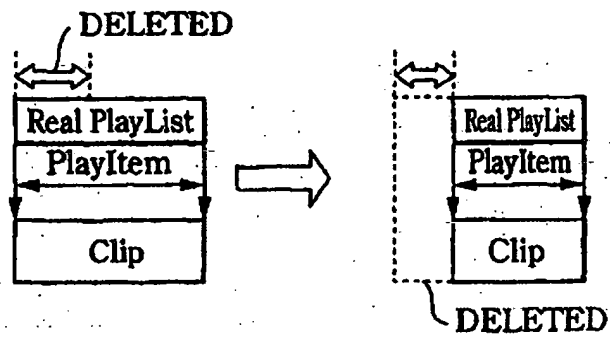 DELETED
Real PlayList
PlayItem
Clip
Real PlayList
PlayItem
Clip
DELETED